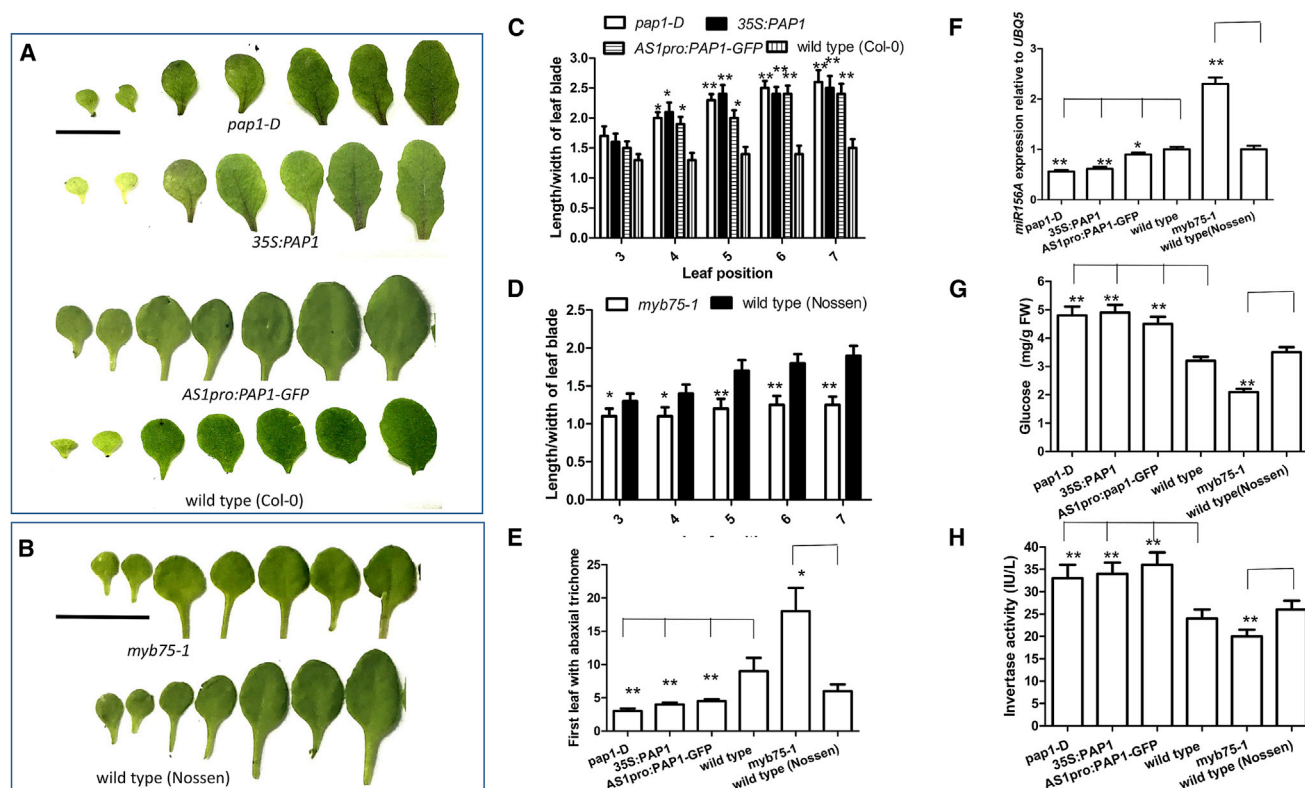 A
pap1-D
35S:PAP1
AS1pro:PAP1-GFP
wild type (Col-0)
B
myb75-1
wild type (Nossen)
C
pap1-D
35S:PAP1
AS1pro:PAP1-GFP
wild type (Col-0)
Length/width of leaf blade
3.0
2.5
2.0
1.5
1.0
0.5
0.0
** ** * * * ** ** * ** ** ** ** ** **
3 4 5 6 7
Leaf position
D
myb75-1
wild type (Nossen)
Length/width of leaf blade
2.5
2.0
1.5
1.0
0.5
0.0
* * ** ** **
3 4 5 6 7
E
First leaf with abaxial trichome
25
20
15
10
5
0
** ** ** *
pap1-D
35S:PAP1
AS1pro:PAP1-GFP
wild type
myb75-1
wild type (Nossen)
F
miR156A expression relative to UBQ5
3
2
1
0
** ** * **
pap1-D
35S:PAP1
AS1pro:PAP1-GFP
wild type
myb75-1
wild type(Nossen)
G
Glucose (mg/g FW)
6
5
4
3
2
1
0
** ** ** **
pap1-D
35S:PAP1
AS1pro:pap1-GFP
wild type
myb75-1
wild type(Nossen)
H
Invertase activity (IU/L)
40
35
30
25
20
15
10
5
0
** ** ** **
pap1-D
35S:PAP1
AS1pro:PAP1-GFP
wild type
myb75-1
wild type (Nossen)